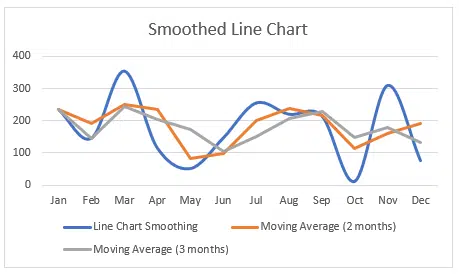 Smoothed Line Chart
400
300
200
100
0
Jan Feb Mar Apr May Jun Jul Aug Sep Oct Nov Dec
Line Chart Smoothing Moving Average (2 months)
Moving Average (3 months)